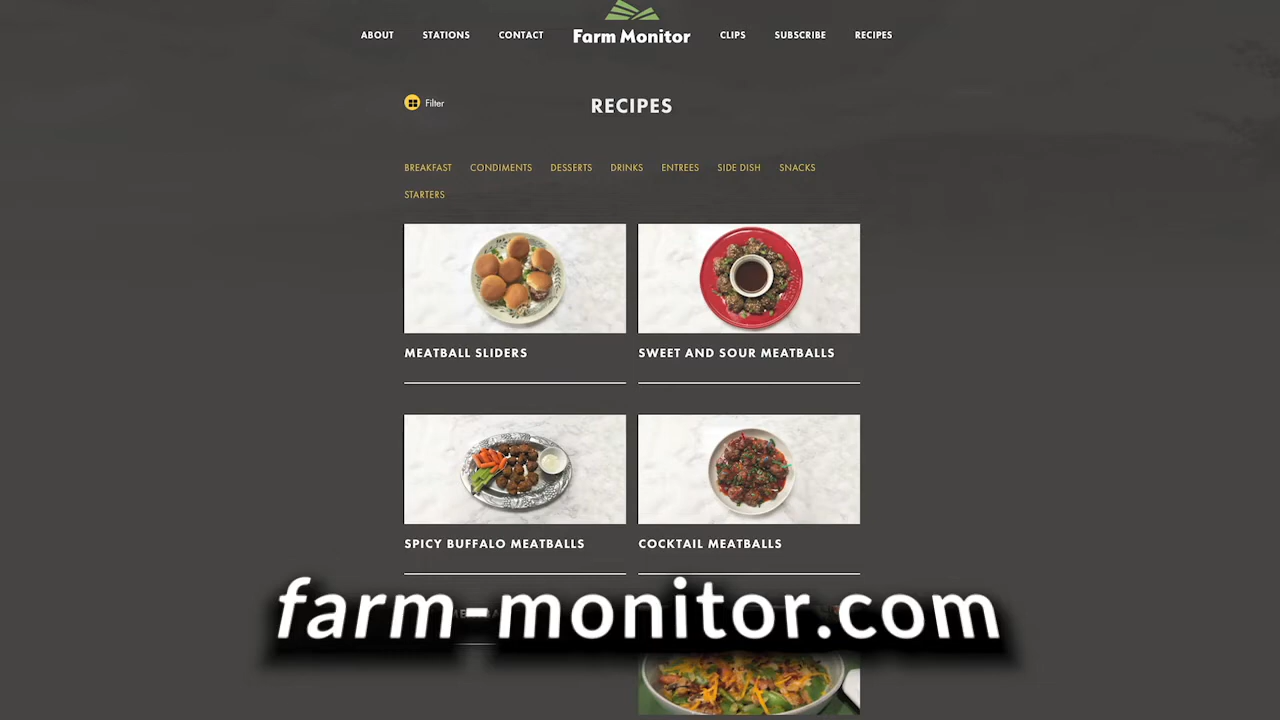 ABOUT STATIONS CONTACT Farm Monitor CLIPS SUBSCRIBE RECIPES
Filter
RECIPES
BREAKFAST CONDIMENTS DESSERTS DRINKS ENTREES SIDE DISH SNACKS
STARTERS
MEATBALL SLIDERS SWEET AND SOUR MEATBALLS
SPICY BUFFALO MEATBALLS COCKTAIL MEATBALLS
farm-monitor.com